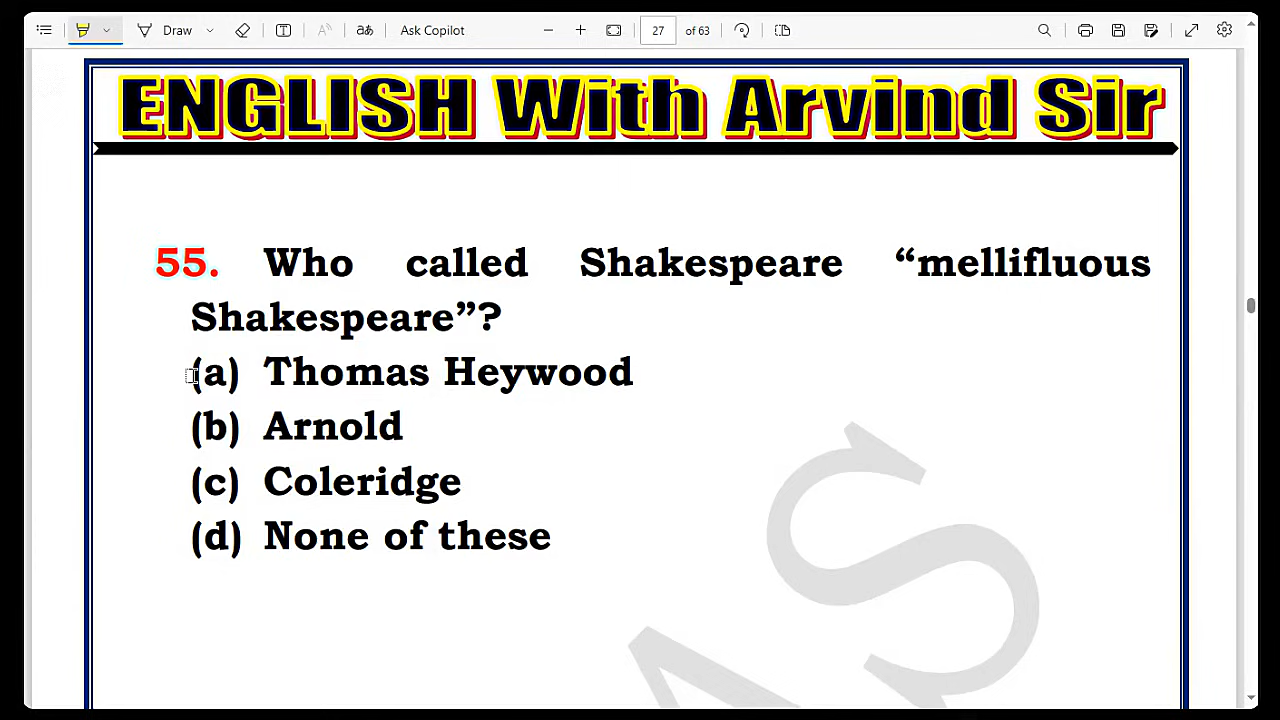 Draw
Ask Copilot
27 of 63
ENGLISH With Arvind Sir
55. Who called Shakespeare “mellifluous
Shakespeare”?
(a) Thomas Heywood
(b) Arnold
(c) Coleridge
(d) None of these